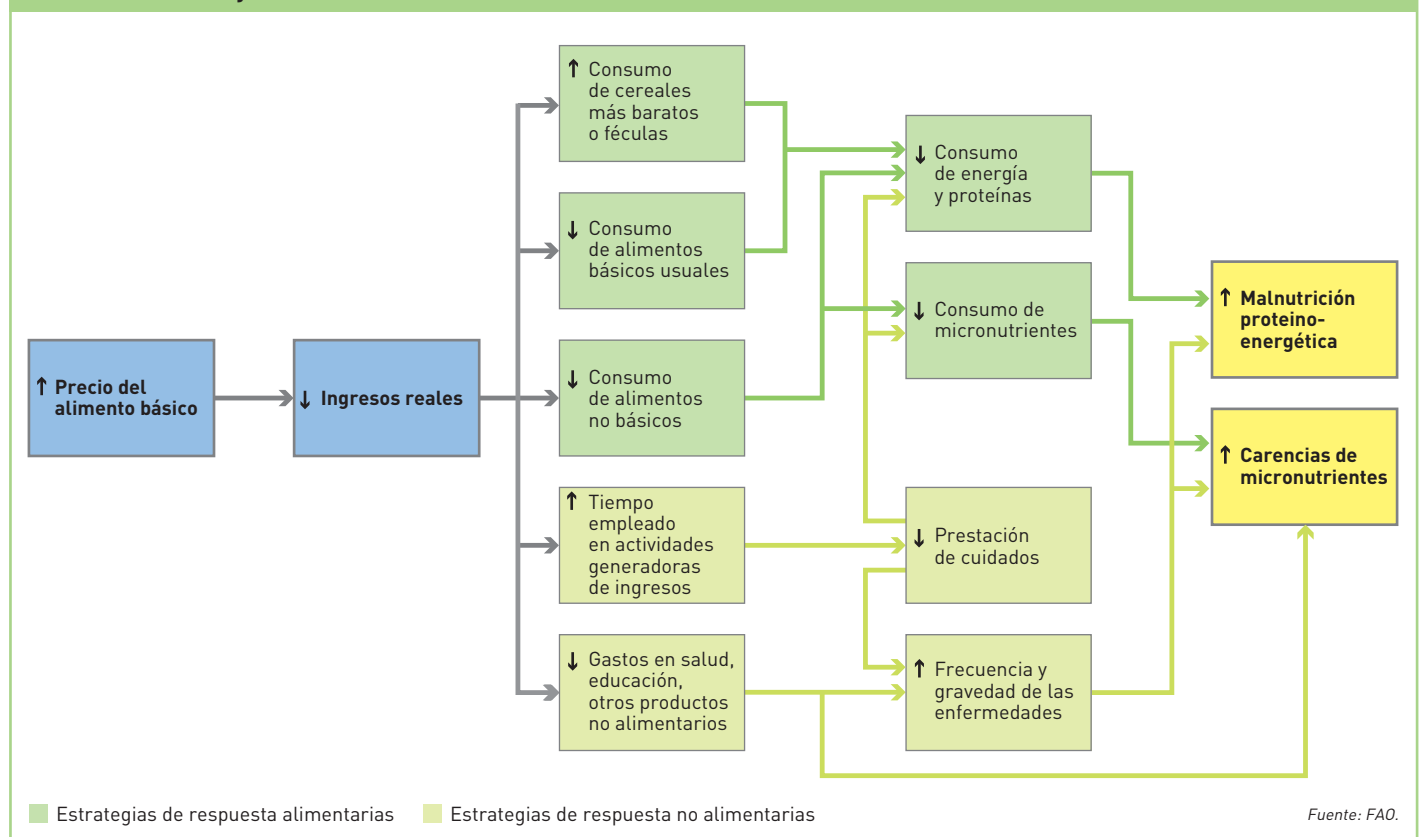 ↑ Precio del
alimento básico
↓ Ingresos reales
↑ Consumo
de cereales
más baratos
o féculas
↓ Consumo
de alimentos
básicos usuales
↓ Consumo
de alimentos
no básicos
↑ Tiempo
empleado
en actividades
generadoras
de ingresos
↓ Gastos en salud,
educación,
otros productos
no alimentarios
↓ Consumo
de energía
y proteínas
↓ Consumo de
micronutrientes
↓ Prestación
de cuidados
↑ Frecuencia y
gravedad de las
enfermedades
↑ Malnutrición
proteino-
energética
↑ Carencias de
micronutrientes
Estrategias de respuesta alimentarias
Estrategias de respuesta no alimentarias
Fuente: FAO.